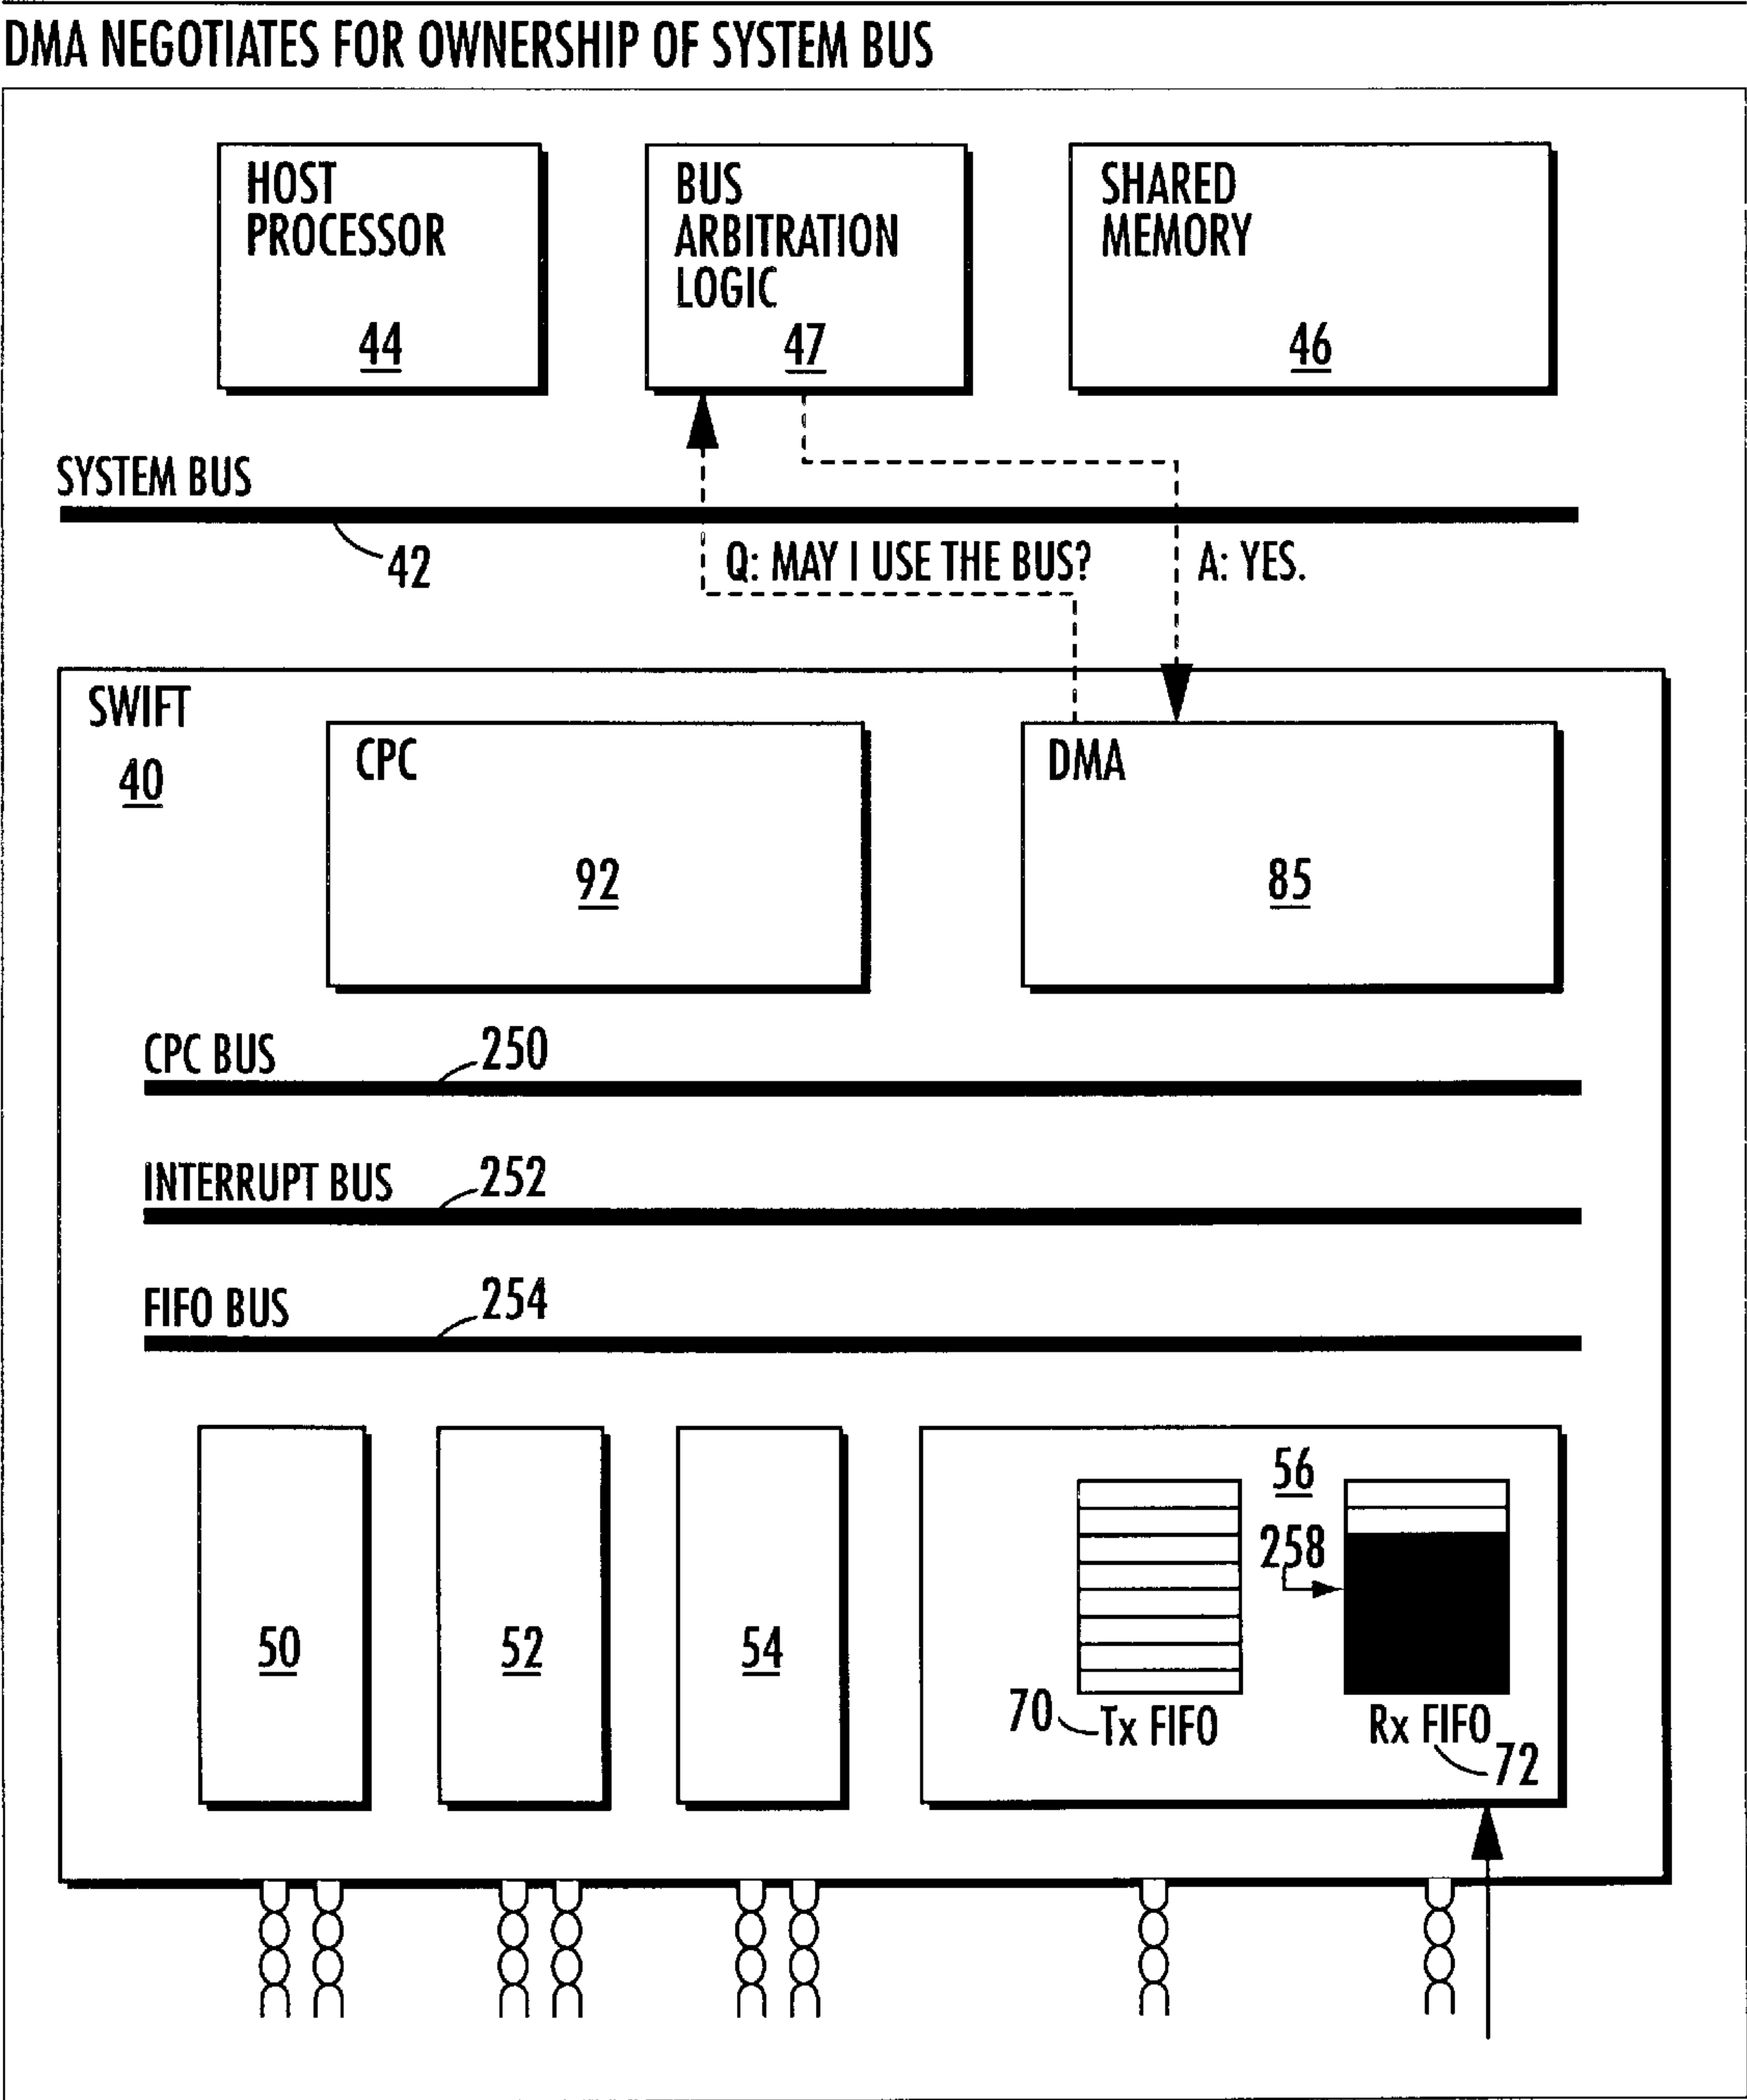 DMA NEGOTIATES FOR OWNERSHIP OF SYSTEM BUS
HOST
PROCESSOR
44
BUS
ARBITRATION
LOGIC
47
SHARED
MEMORY
46
SYSTEM BUS
42
Q: MAY I USE THE BUS?
A: YES.
SWIFT
40
CPC
92
DMA
85
CPC BUS
250
INTERRUPT BUS
252
FIFO BUS
254
50
52
54
56
258
70
Tx FIFO
Rx FIFO
72